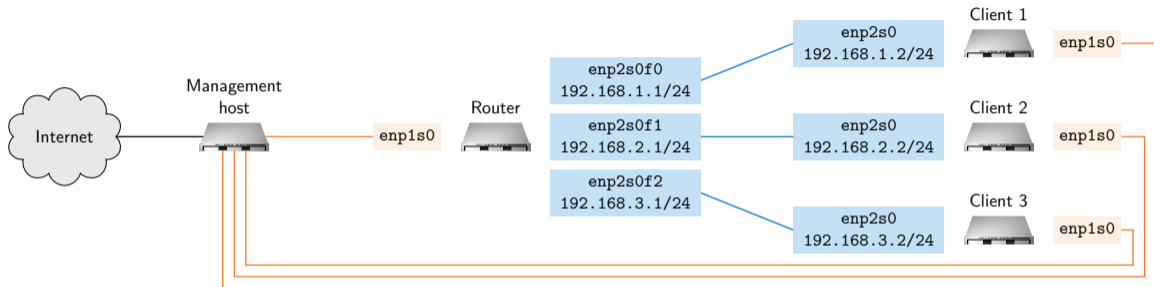 Internet
Management
host
enp1s0
Router
enp2s0f0
192.168.1.1/24
enp2s0f1
192.168.2.1/24
enp2s0f2
192.168.3.1/24
enp2s0
192.168.1.2/24
Client 1
enp1s0
enp2s0
192.168.2.2/24
Client 2
enp1s0
enp2s0
192.168.3.2/24
Client 3
enp1s0